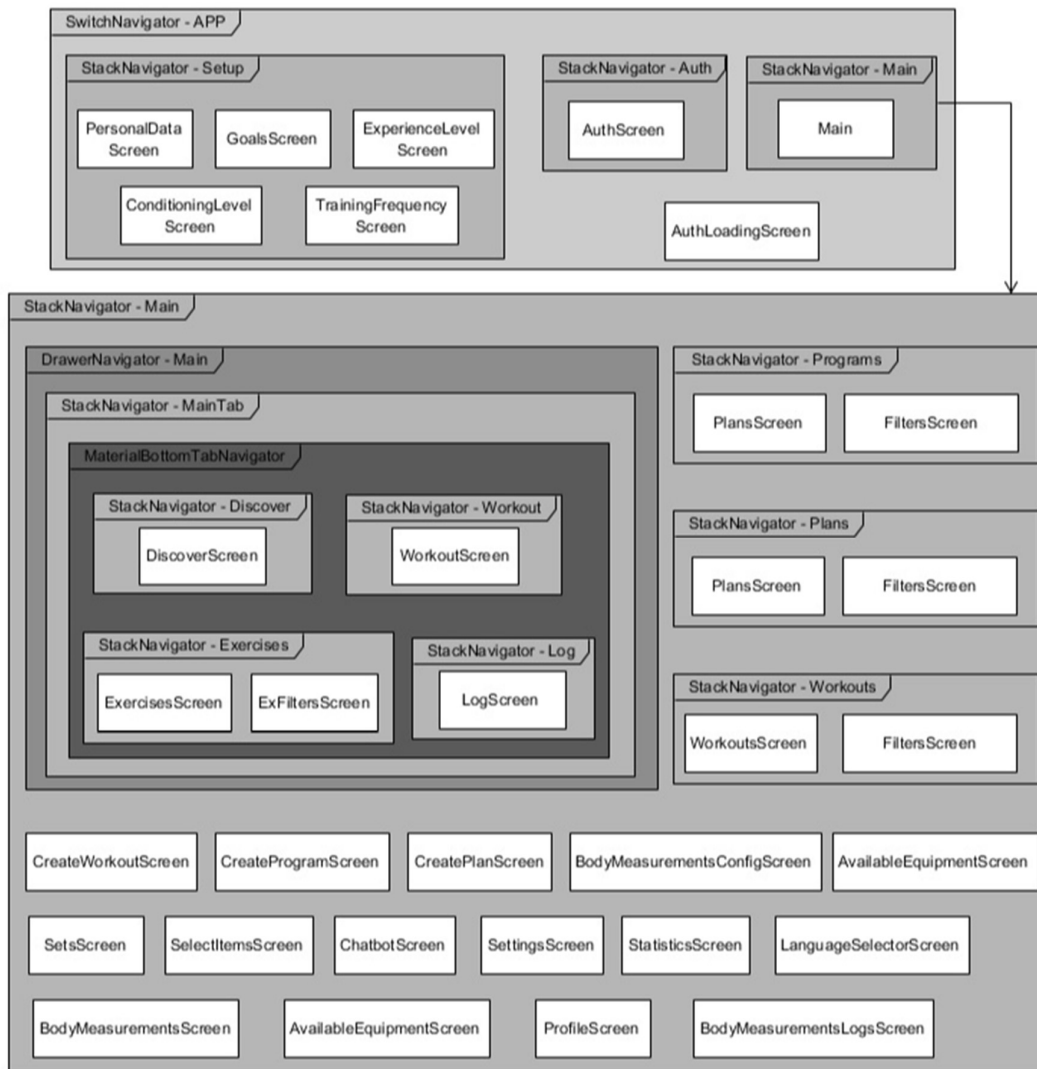 SwitchNavigator - APP
StackNavigator - Setup
StackNavigator - Auth
StackNavigator - Main
PersonalData
Screen
GoalsScreen
ExperienceLevel
Screen
AuthScreen
Main
ConditioningLevel
Screen
TrainingFrequency
Screen
AuthLoadingScreen
StackNavigator - Main
DrawerNavigator - Main
StackNavigator - MainTab
MaterialBottomTabNavigator
StackNavigator - Discover
DiscoverScreen
StackNavigator - Workout
WorkoutScreen
StackNavigator - Exercises
ExercisesScreen
ExFiltersScreen
StackNavigator - Log
LogScreen
StackNavigator - Programs
PlansScreen
FiltersScreen
StackNavigator - Plans
PlansScreen
FiltersScreen
StackNavigator - Workouts
WorkoutsScreen
FiltersScreen
CreateWorkoutScreen
CreateProgramScreen
CreatePlanScreen
BodyMeasurementsConfigScreen
AvailableEquipmentScreen
SetsScreen
SelectItemsScreen
ChatbotScreen
SettingsScreen
StatisticsScreen
LanguageSelectorScreen
BodyMeasurementsScreen
AvailableEquipmentScreen
ProfileScreen
BodyMeasurementsLogsScreen